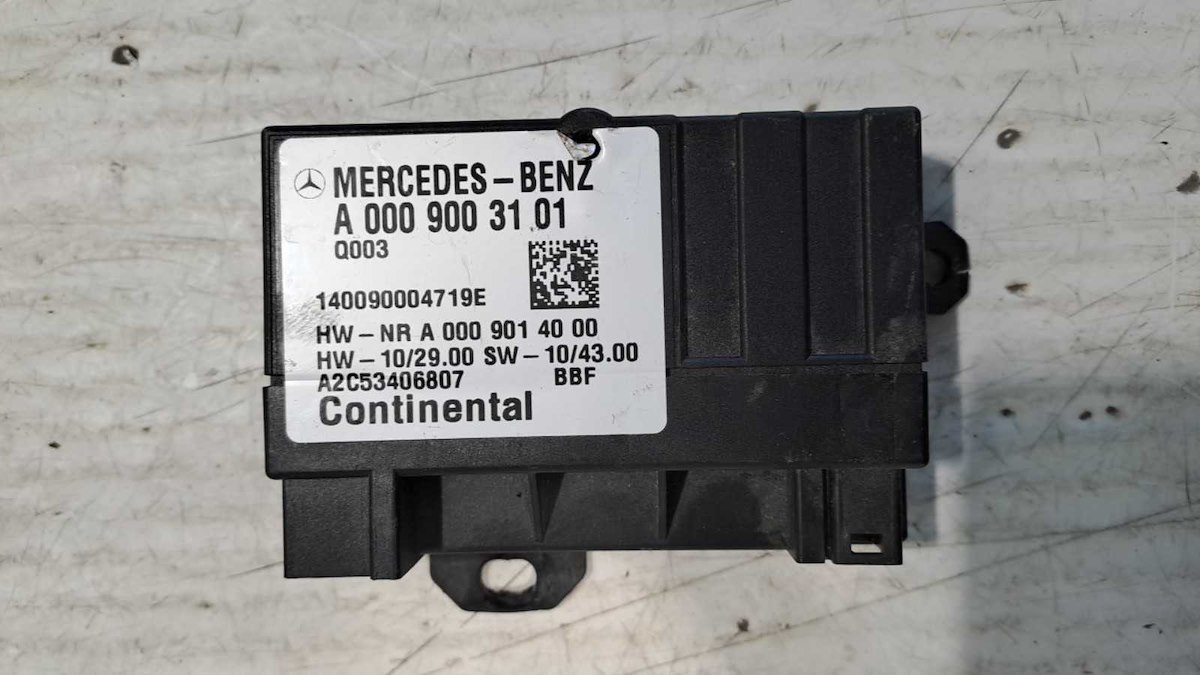 MERCEDES-BENZ
A 000 900 31 01
Q003
140090004719E
HW-NR A 000 901 40 00
HW-10/29.00 SW-10/43.00
A2C53406807 BBF
Continental